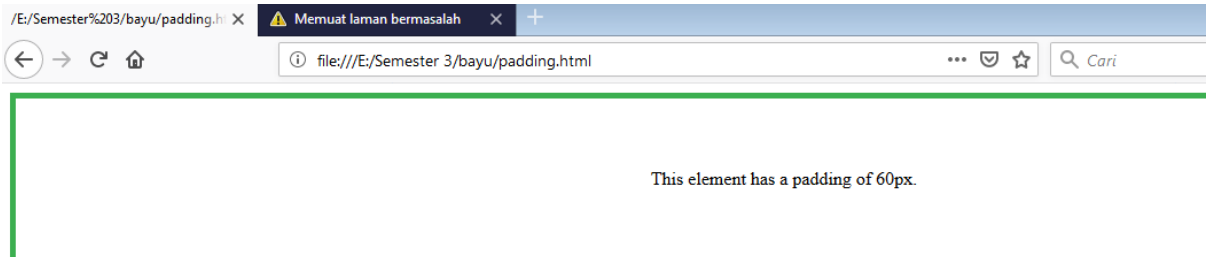 /E:/Semester%203/bayu/padding.h
Memuat laman bermasalah
file:///E:/Semester 3/bayu/padding.html
Cari
This element has a padding of 60px.